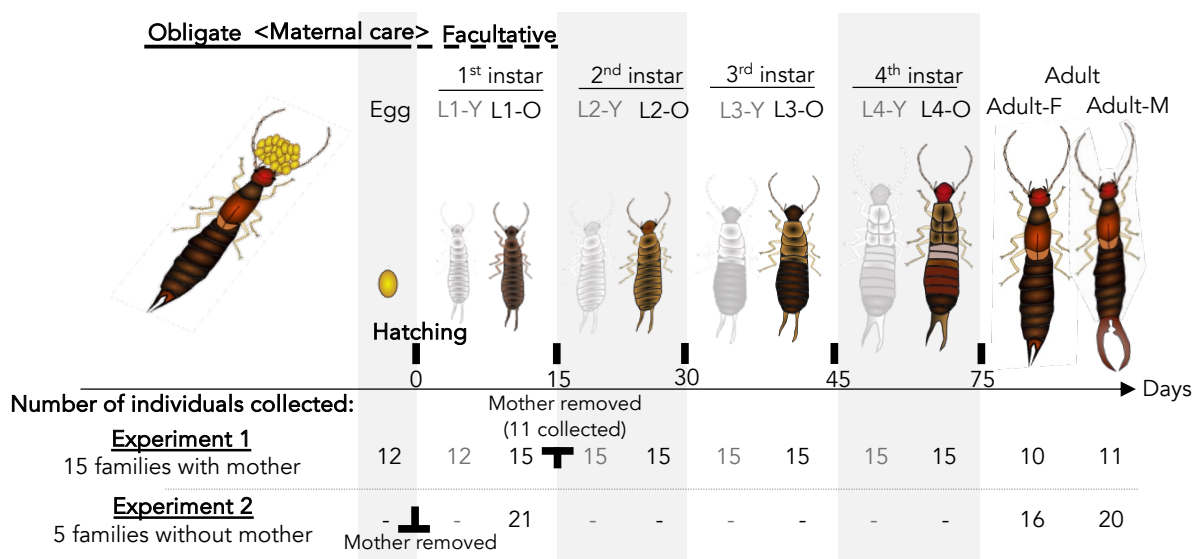 Obligate <Maternal care> Facultative
1st instar 2nd instar 3rd instar 4th instar Adult
Egg L1-Y L1-O L2-Y L2-O L3-Y L3-O L4-Y L4-O Adult-F Adult-M
Hatching
0 15 30 45 75 Days
Number of individuals collected:
Mother removed
(11 collected)
Experiment 1
15 families with mother
12 12 15 15 15 15 15 15 15 10 11
Experiment 2
5 families without mother
- - 21 - - - - - - 16 20
Mother removed